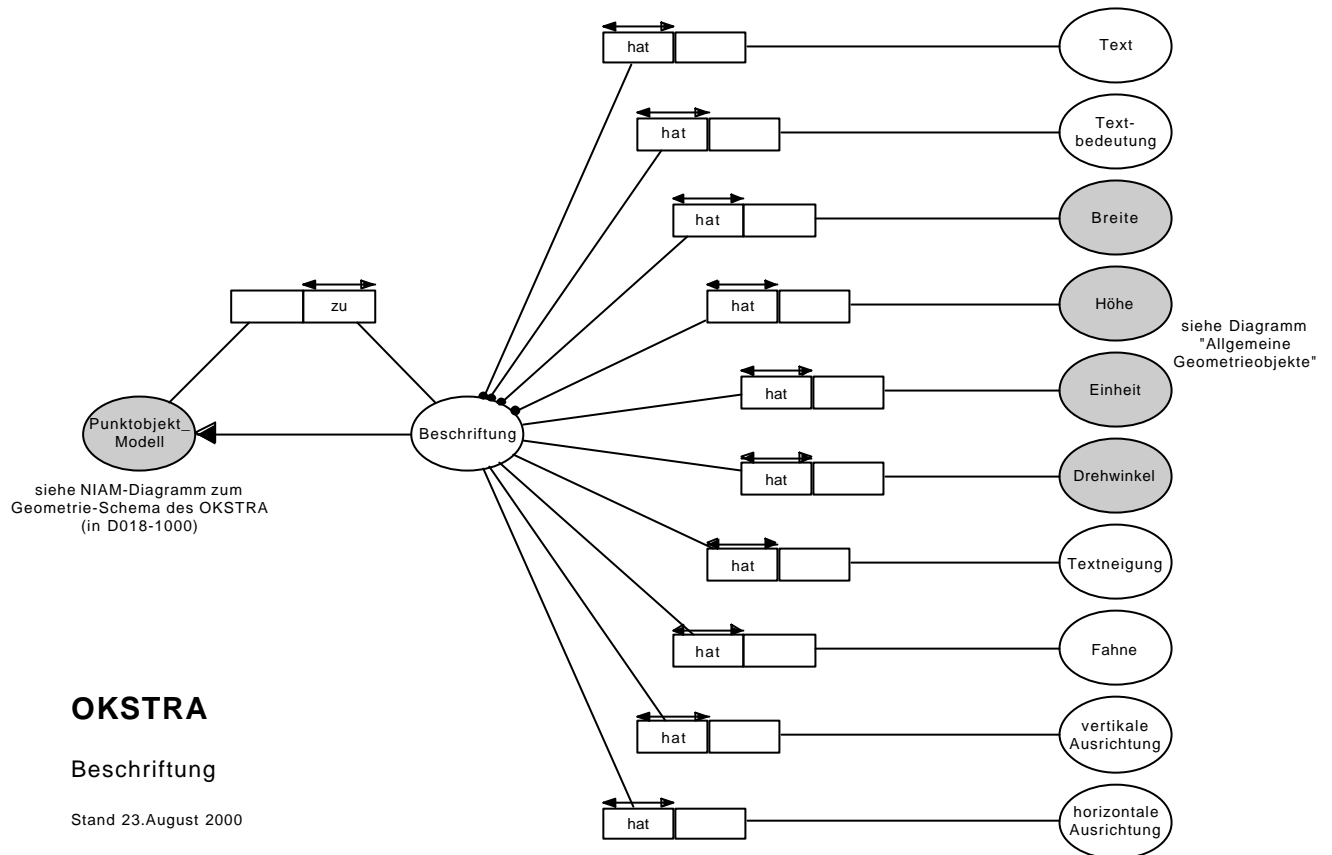 hat
Text
hat
Text-
bedeutung
hat
Breite
zu
hat
Höhe
siehe Diagramm
"Allgemeine
Geometrieobjekte"
hat
Einheit
Punktobjekt_
Modell
Beschriftung
hat
Drehwinkel
siehe NIAM-Diagramm zum
Geometrie-Schema des OKSTRA
(in D018-1000)
hat
Textneigung
hat
Fahne
OKSTRA
hat
vertikale
Ausrichtung
Beschriftung
Stand 23.August 2000
hat
horizontale
Ausrichtung